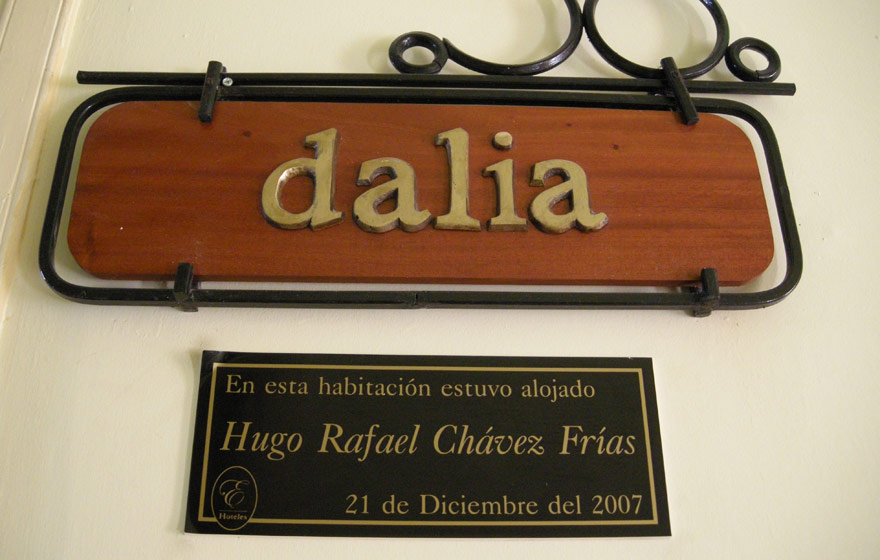 dalia
En esta habitación estuvo alojado
Hugo Rafael Chávez Frías
21 de Diciembre del 2007
E
Hoteles